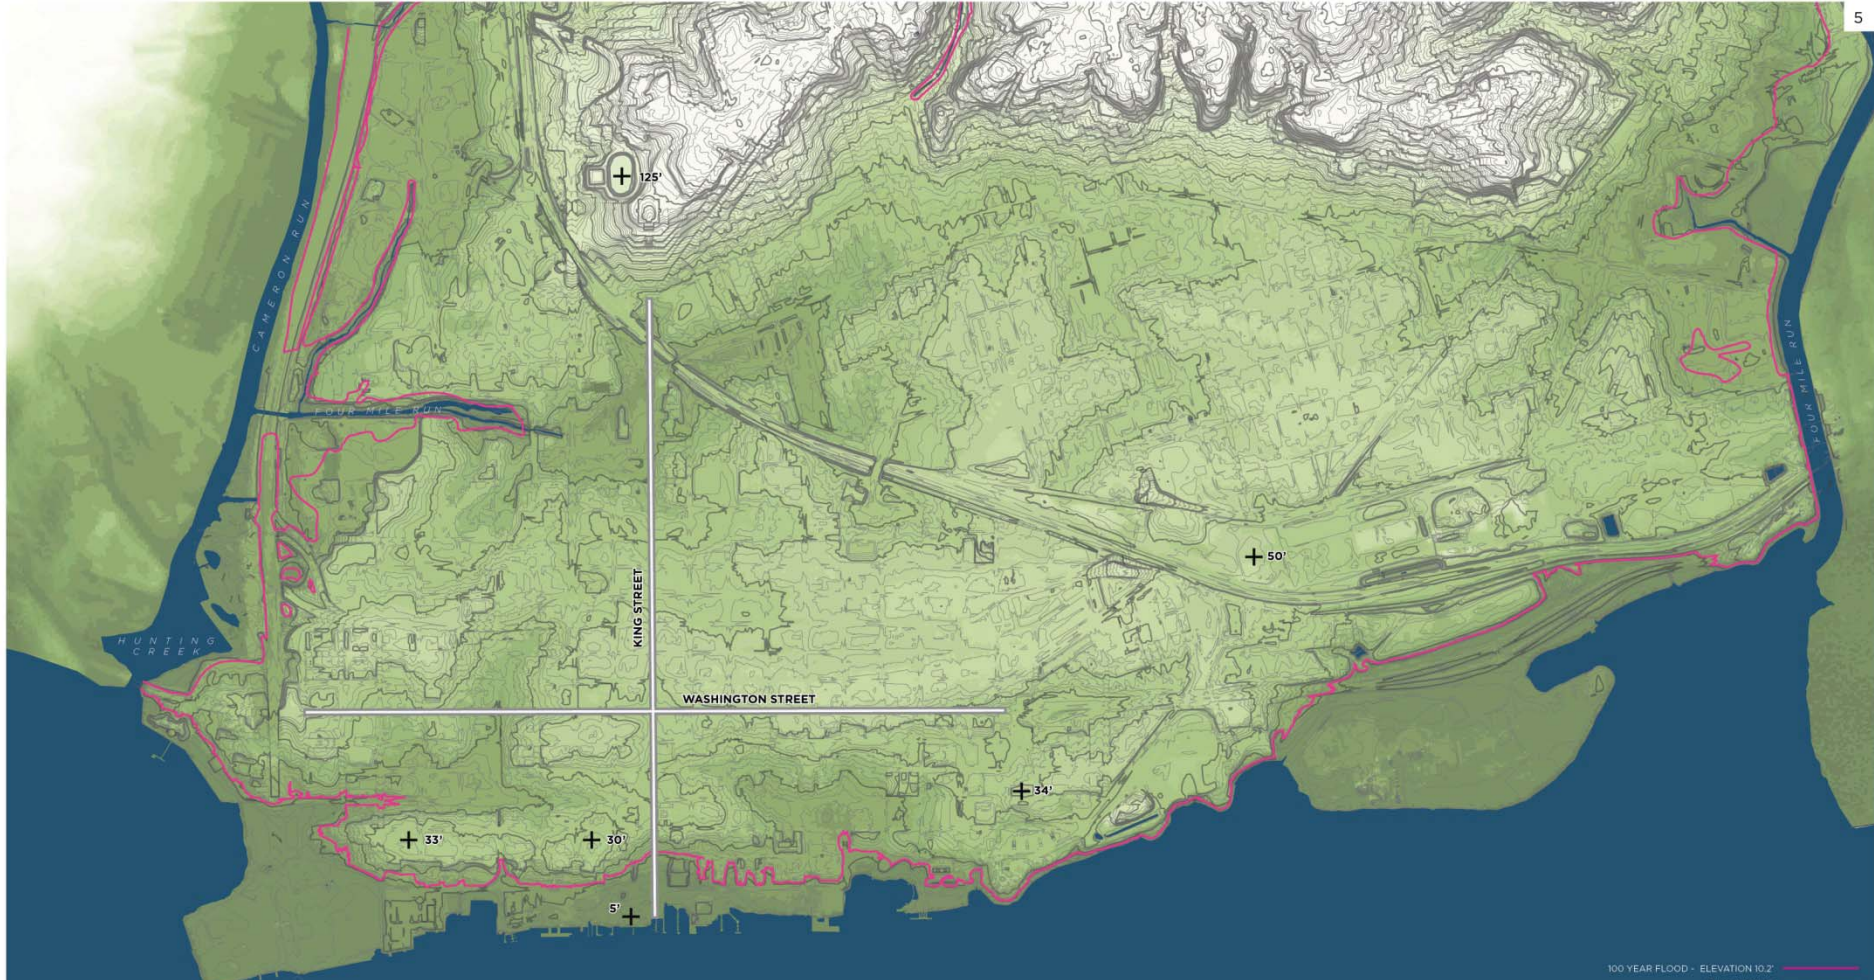 5
125'
CAMERON RUN
FOUR MILE RUN
FOUR MILE RUN
50'
KING STREET
HUNTING
CREEK
WASHINGTON STREET
34'
33'
30'
5'
100 YEAR FLOOD - ELEVATION 10.2'